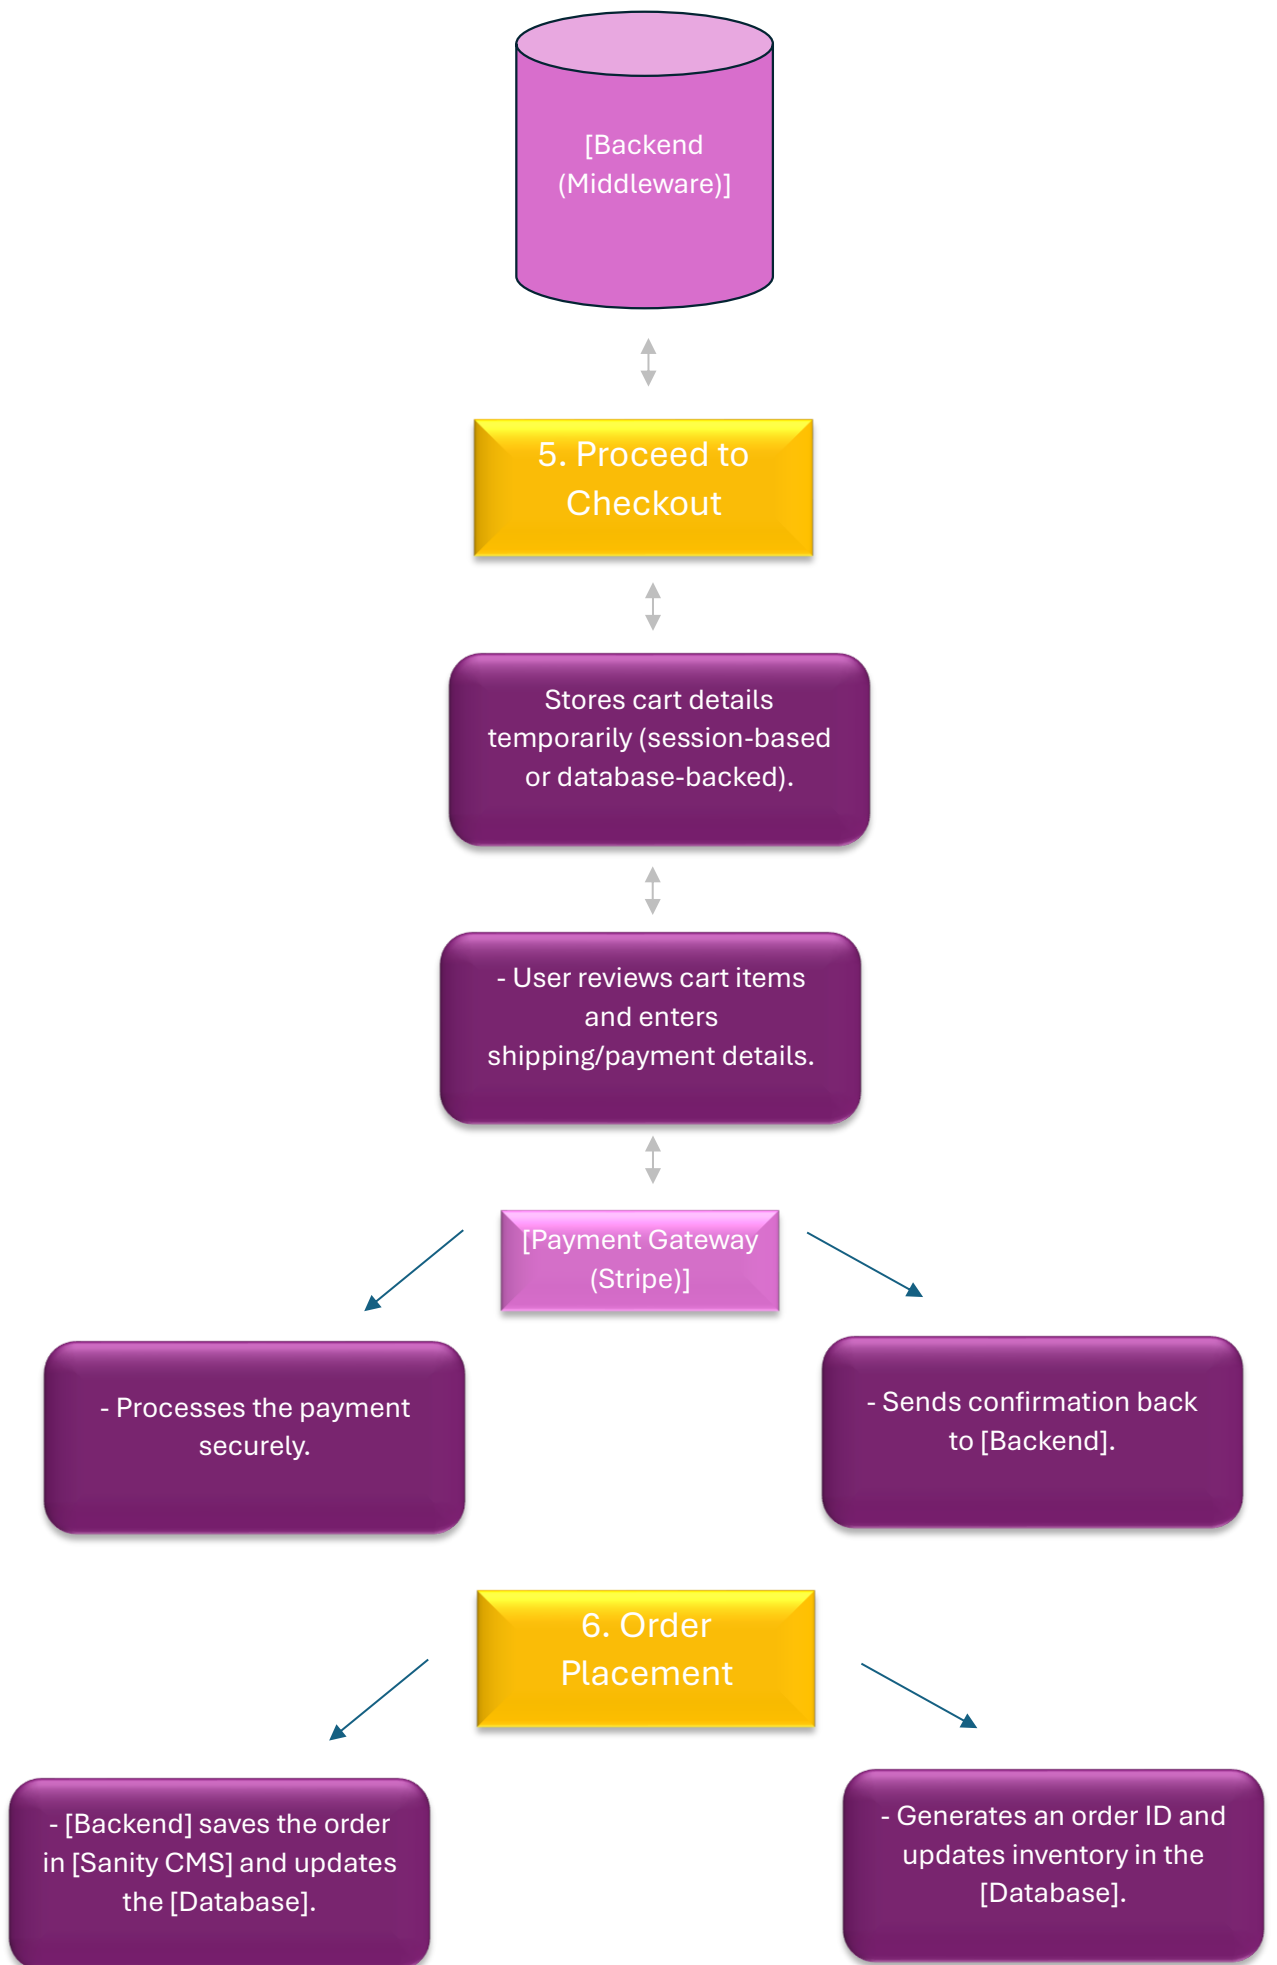 [Backend
(Middleware)]
5. Proceed to
Checkout
Stores cart details
temporarily (session-based
or database-backed).
- User reviews cart items
and enters
shipping/payment details.
[Payment Gateway
(Stripe)]
- Processes the payment
securely.
- Sends confirmation back
to [Backend].
6. Order
Placement
- [Backend] saves the order
in [Sanity CMS] and updates
the [Database].
- Generates an order ID and
updates inventory in the
[Database].